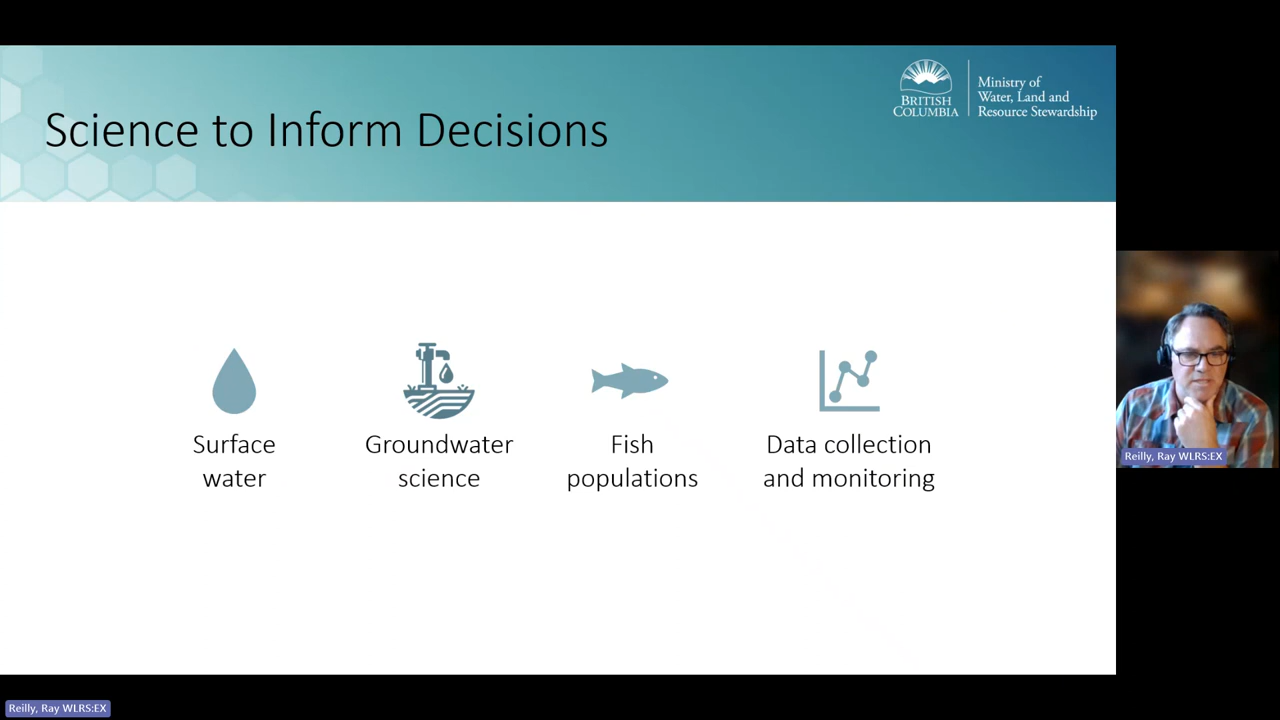 Science to Inform Decisions
BRITISH
COLUMBIA
Ministry of
Water, Land and
Resource Stewardship
Surface
water
Groundwater
science
Fish
populations
Data collection
and monitoring
Reilly, Ray WLRS:EX
Reilly, Ray WLRS:EX